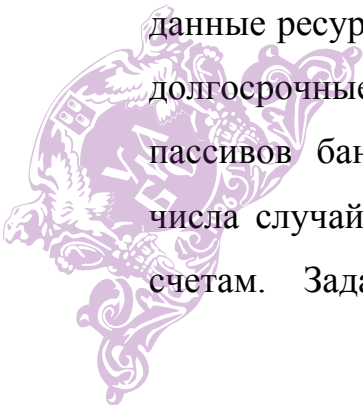 данные ресур
долгосрочные
пассивов бан
числа случай
счетам. Зада